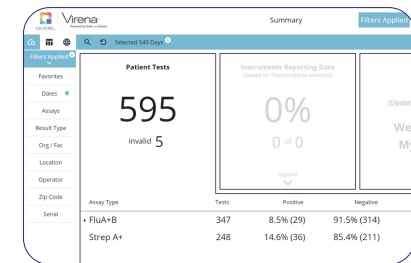 QUIDEL Virena
Summary
Filters Applied
Selected 549 Days
Filters Applied
Favorites
Dates
Assays
Result Type
Org / Fac
Location
Operator
Zip Code
Serial
Patient Tests
595
invalid 5
Instruments Reporting Data
(based on filters/criteria selected)
0%
0 of 0
expand
(Updat
We
My
Assay Type Tests Positive Negative
FluA+B 347 8.5% (29) 91.5% (314)
Strep A+ 248 14.6% (36) 85.4% (211)